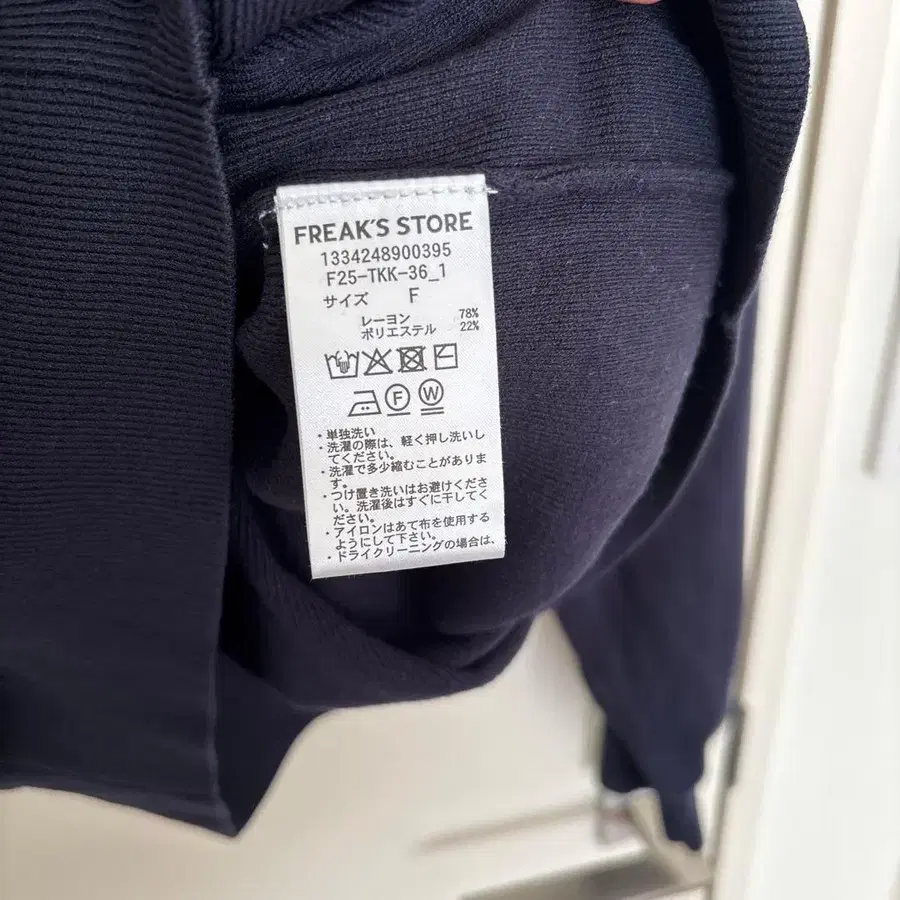 FREAK'S STORE
1334248900395
F25-TKK-36_1
サイズ F
レーヨン 78%
ポリエステル 22%
F W
・単独洗い
・洗濯の際は、軽く押し洗いし
てください。
・洗濯で多少縮むことがありま
す。
・つけ置き洗いはお避けくださ
い。洗濯後はすぐに干してく
ださい。
・アイロンはあて布を使用する
ようにして下さい。
・ドライクリーニングの場合は、